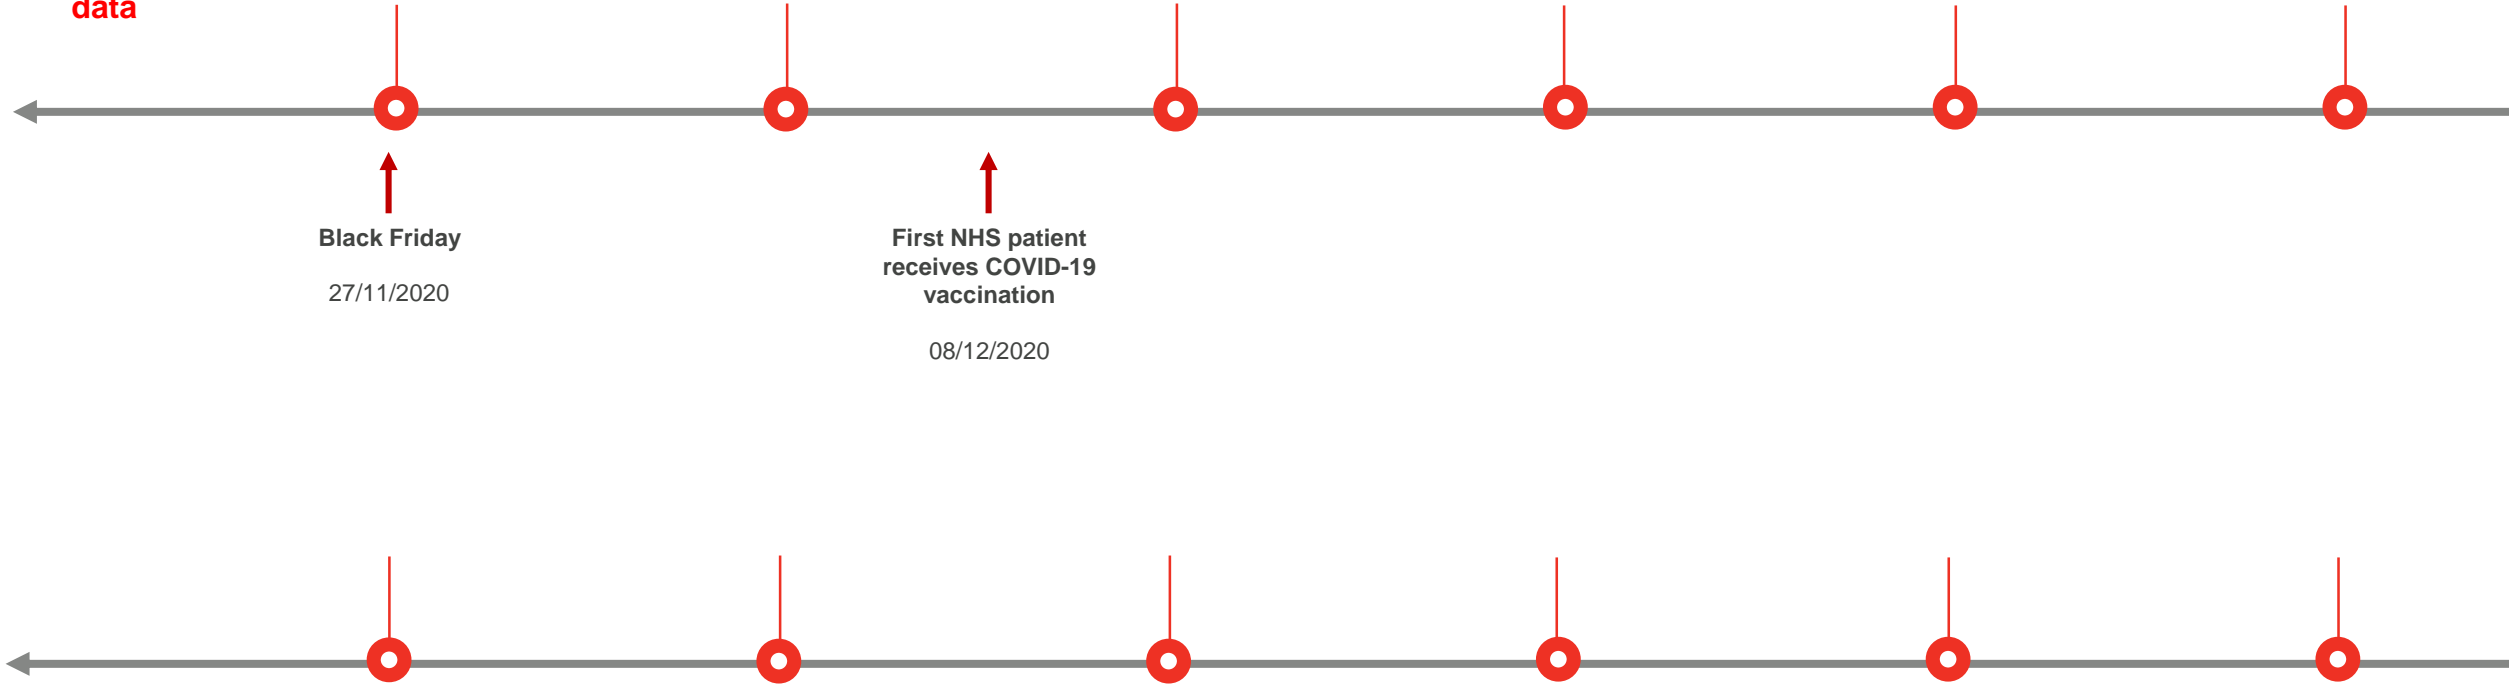 data
Black Friday
27/11/2020
First NHS patient
receives COVID-19
vaccination
08/12/2020